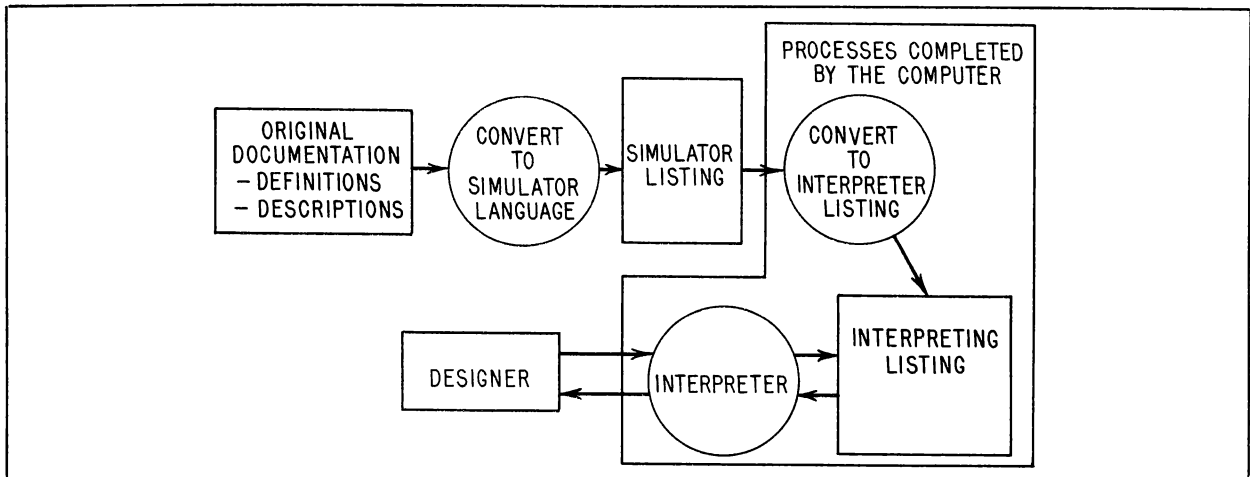 PROCESSES COMPLETED
BY THE COMPUTER
ORIGINAL
DOCUMENTATION
– DEFINITIONS
– DESCRIPTIONS
CONVERT
TO
SIMULATOR
LANGUAGE
SIMULATOR
LISTING
CONVERT
TO
INTERPRETER
LISTING
DESIGNER
INTERPRETER
INTERPRETING
LISTING